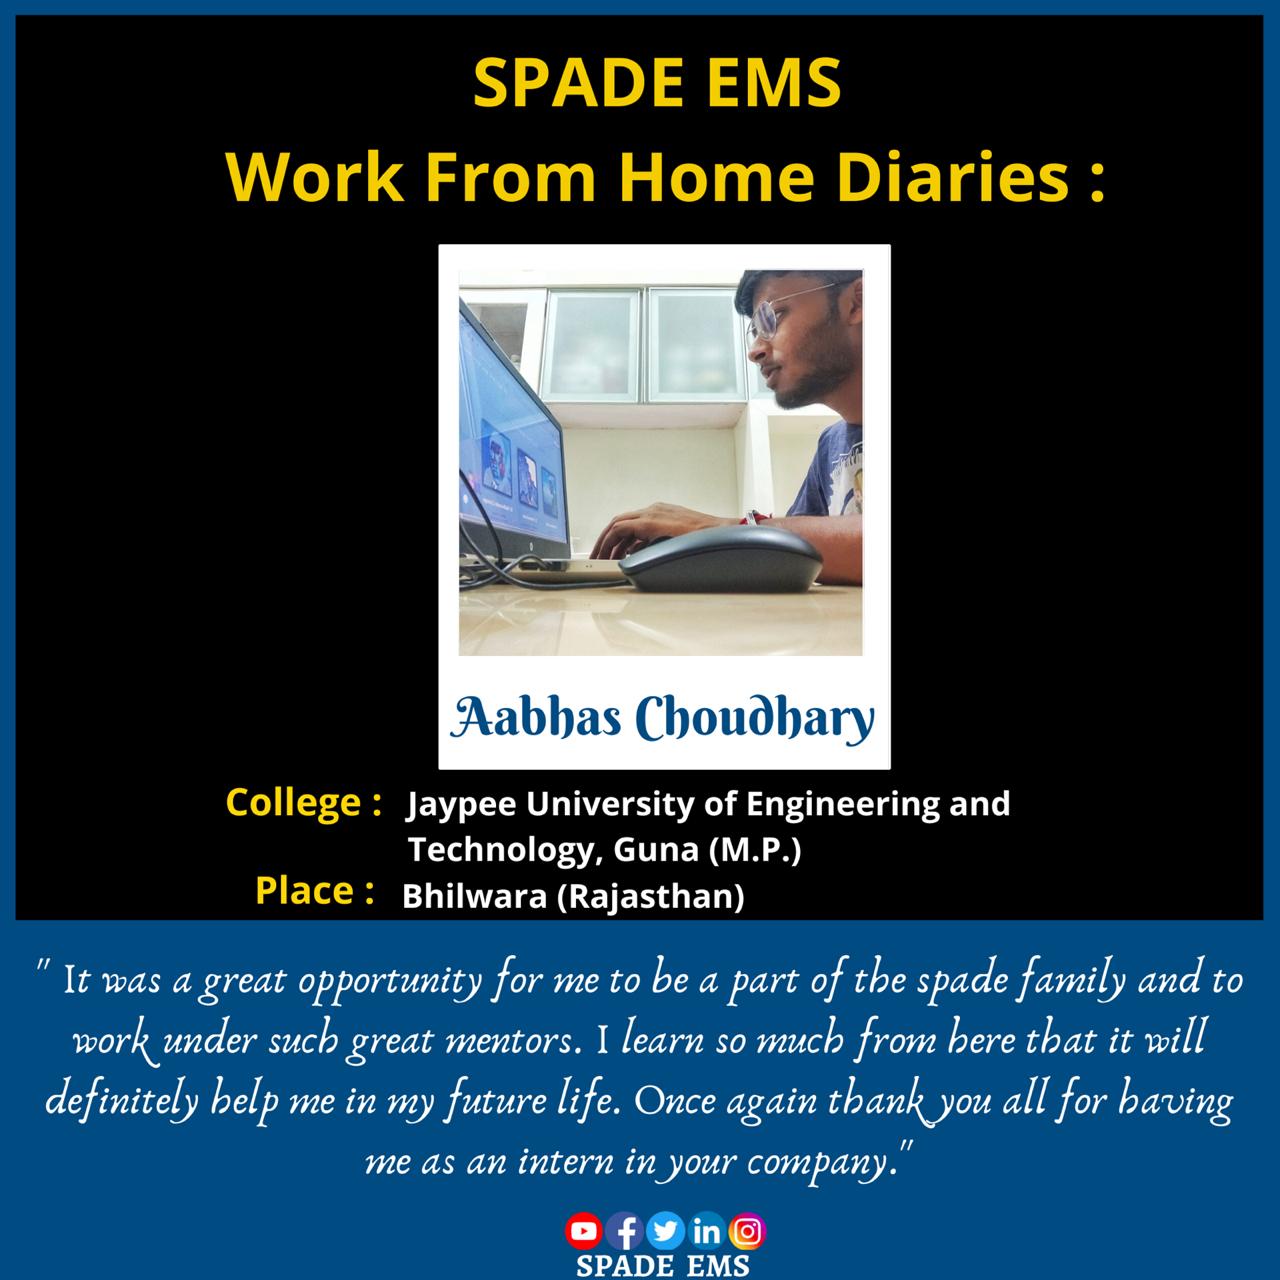 SPADE EMS
Work From Home Diaries :
Aabhas Choudhary
College : Jaypee University of Engineering and
Technology, Guna (M.P.)
Place : Bhilwara (Rajasthan)
" It was a great opportunity for me to be a part of the spade family and to
work under such great mentors. I learn so much from here that it will
definitely help me in my future life. Once again thank you all for having
me as an intern in your company."
SPADE EMS